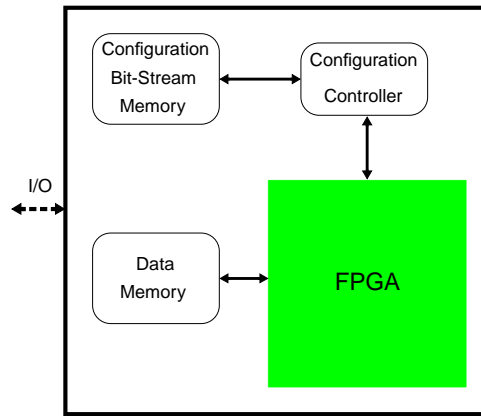 Configuration
Bit-Stream
Memory
Configuration
Controller
I/O
Data
Memory
FPGA